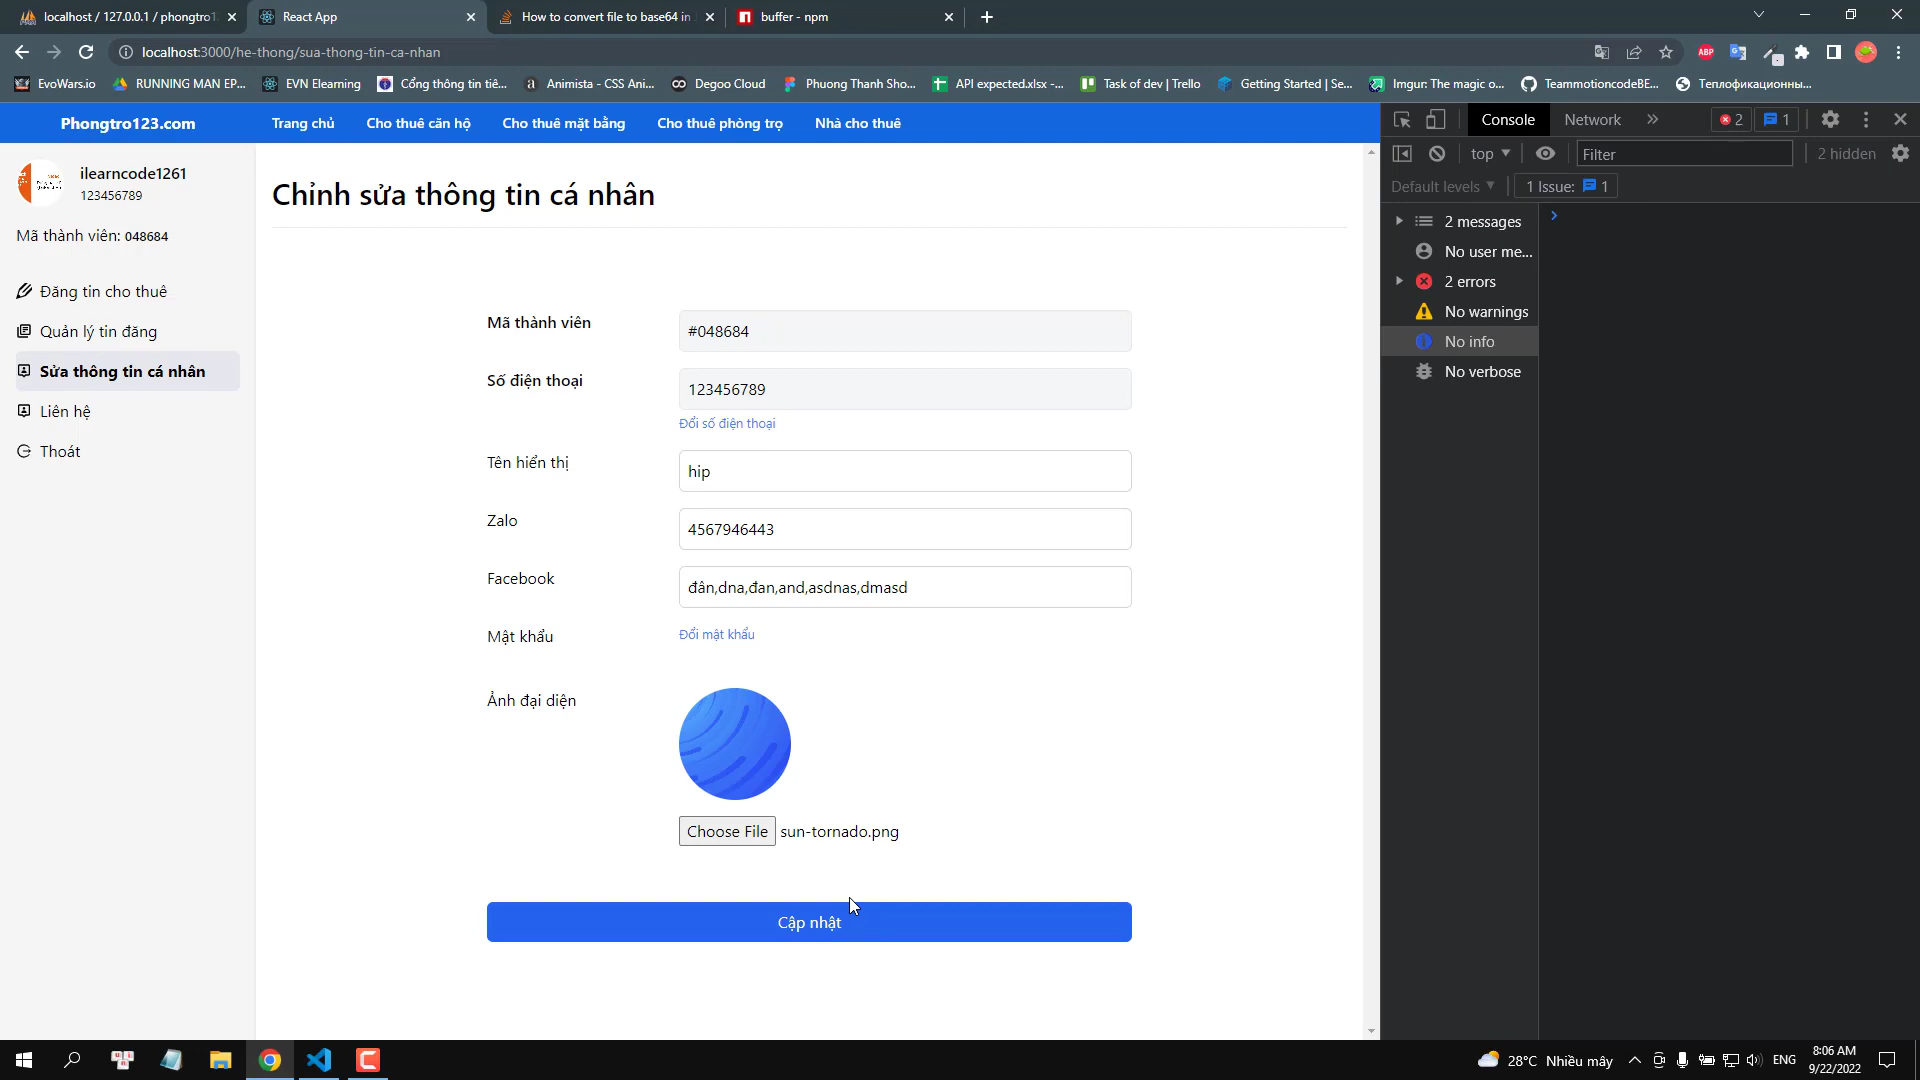 localhost / 127.0.0.1 / phongtro1
React App
How to convert file to base64 in
buffer - npm
localhost:3000/he-thong/sua-thong-tin-ca-nhan
ABP
EvoWars.io
RUNNING MAN EP...
EVN Elearning
Cổng thông tin tiê...
Animista - CSS Ani...
Degoo Cloud
Phuong Thanh Sho...
API expected.xlsx -...
Task of dev | Trello
Getting Started | Se...
Imgur: The magic o...
TeammotioncodeBE...
Теплофикационны...
Phongtro123.com
Trang chủ
Cho thuê căn hộ
Cho thuê mặt bằng
Cho thuê phòng trọ
Nhà cho thuê
ilearncode1261
123456789
Mã thành viên: 048684
Đăng tin cho thuê
Quản lý tin đăng
Sửa thông tin cá nhân
Liên hệ
Thoát
Chỉnh sửa thông tin cá nhân
Mã thành viên
#048684
Số điện thoại
123456789
Đổi số điện thoại
Tên hiển thị
hip
Zalo
4567946443
Facebook
đân,dna,đan,and,asdnas,dmasd
Mật khẩu
Đổi mật khẩu
Ảnh đại diện
Choose File sun-tornado.png
Cập nhật
Console
Network
2
1
top
Filter
2 hidden
Default levels
1 Issue: 1
2 messages
No user me...
2 errors
No warnings
No info
No verbose
28°C Nhiều mây
ENG
8:06 AM
9/22/2022